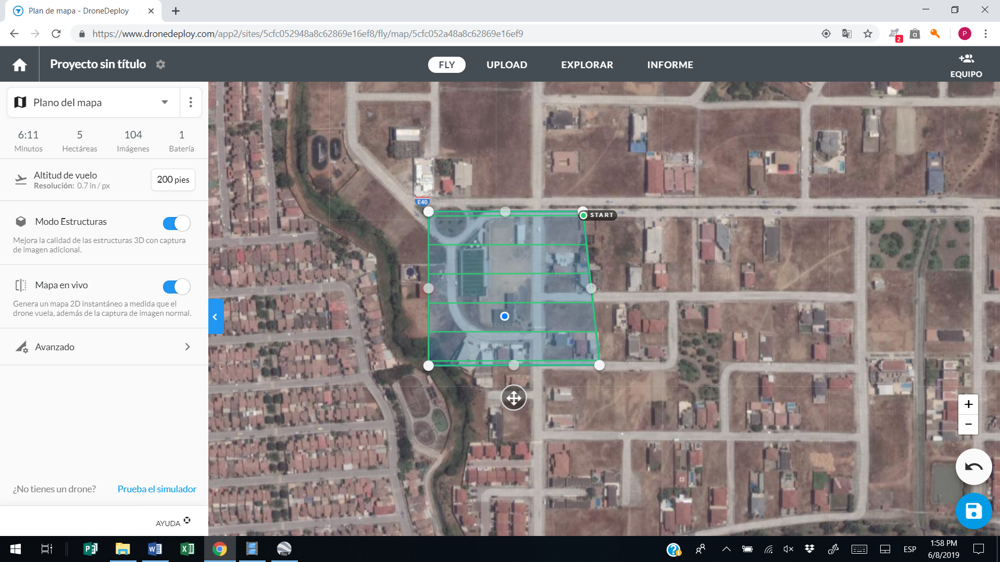 Plan de mapa - DroneDeploy
https://www.dronedeploy.com/app2/sites/5cfc052948a8c62869e16ef8/fly/map/5cfc052a48a8c62869e16ef9
2
P
Proyecto sin título
FLY
UPLOAD
EXPLORAR
INFORME
EQUIPO
Plano del mapa
6:11
5
104
1
Minutos
Hectáreas
Imágenes
Batería
Altitud de vuelo
Resolución: 0.7 in / px
200 pies
Modo Estructuras
Mejora la calidad de las estructuras 3D con captura
de imagen adicional.
Mapa en vivo
Genera un mapa 2D instantáneo a medida que el
drone vuela, además de la captura de imagen normal.
Avanzado
¿No tienes un drone?
Prueba el simulador
AYUDA
E40
START
+
−
ESP
1:58 PM
6/8/2019